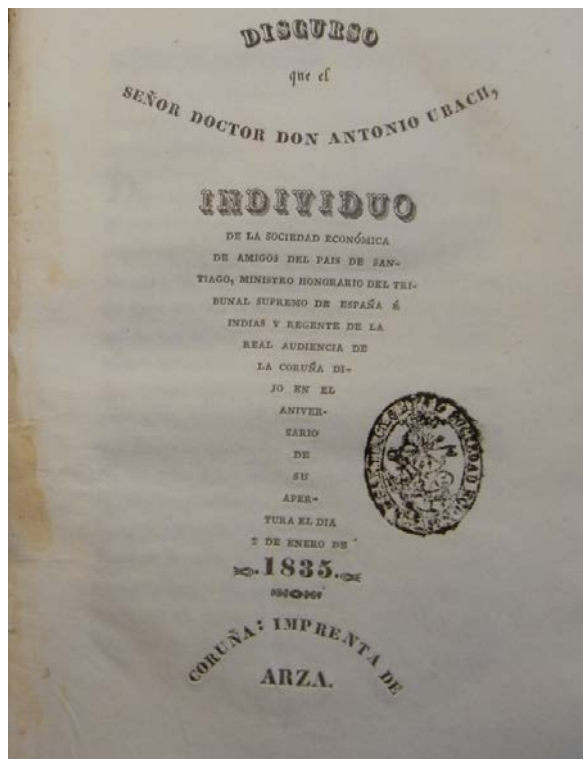 DISCURSO
que el
SEÑOR DOCTOR DON ANTONIO UBACH,
INDIVIDUO
DE LA SOCIEDAD ECONÓMICA
DE AMIGOS DEL PAIS DE SAN-
TIAGO, MINISTRO HONORARIO DEL TRI-
BUNAL SUPREMO DE ESPAÑA É
INDIAS Y REGENTE DE LA
REAL AUDIENCIA DE
LA CORUÑA DI-
JO EN EL
ANIVER-
SARIO
DE
SU
APER-
TURA EL DIA
2 DE ENERO DE
1835.
CORUÑA: IMPRENTA DE
ARZA.
SOCIEDAD